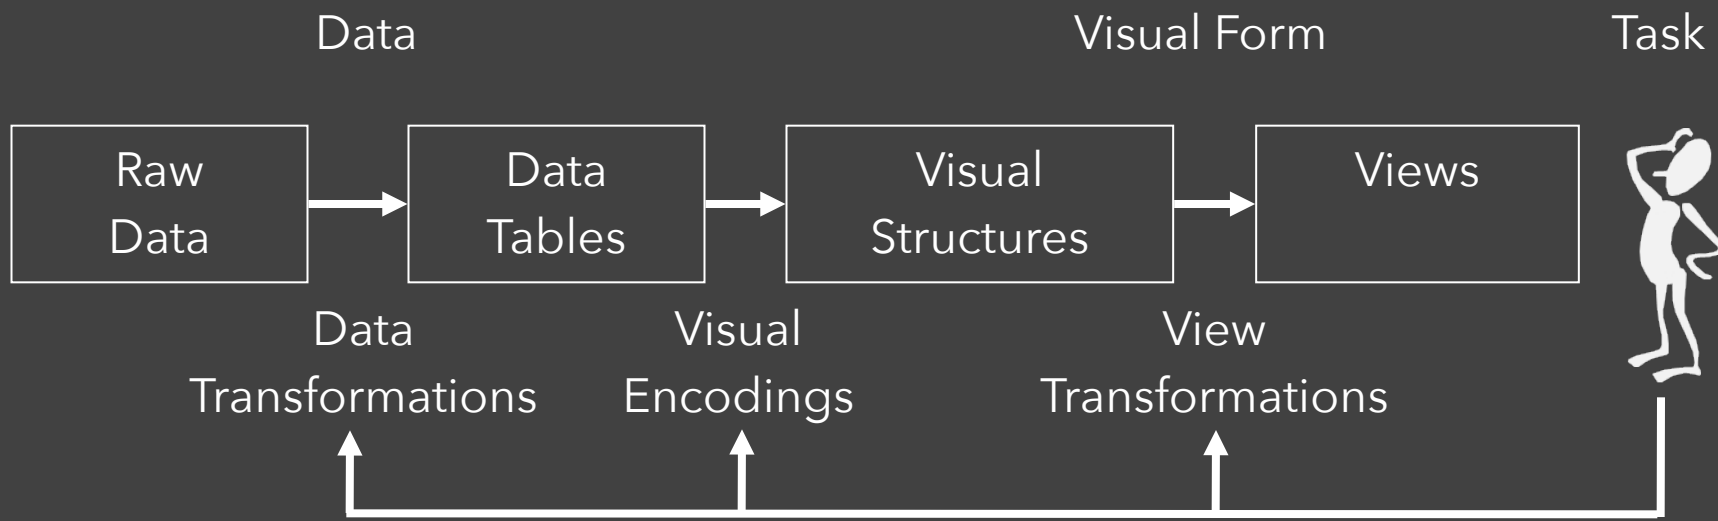 Data
Visual Form
Task
Raw
Data
Data
Tables
Visual
Structures
Views
Data
Transformations
Visual
Encodings
View
Transformations